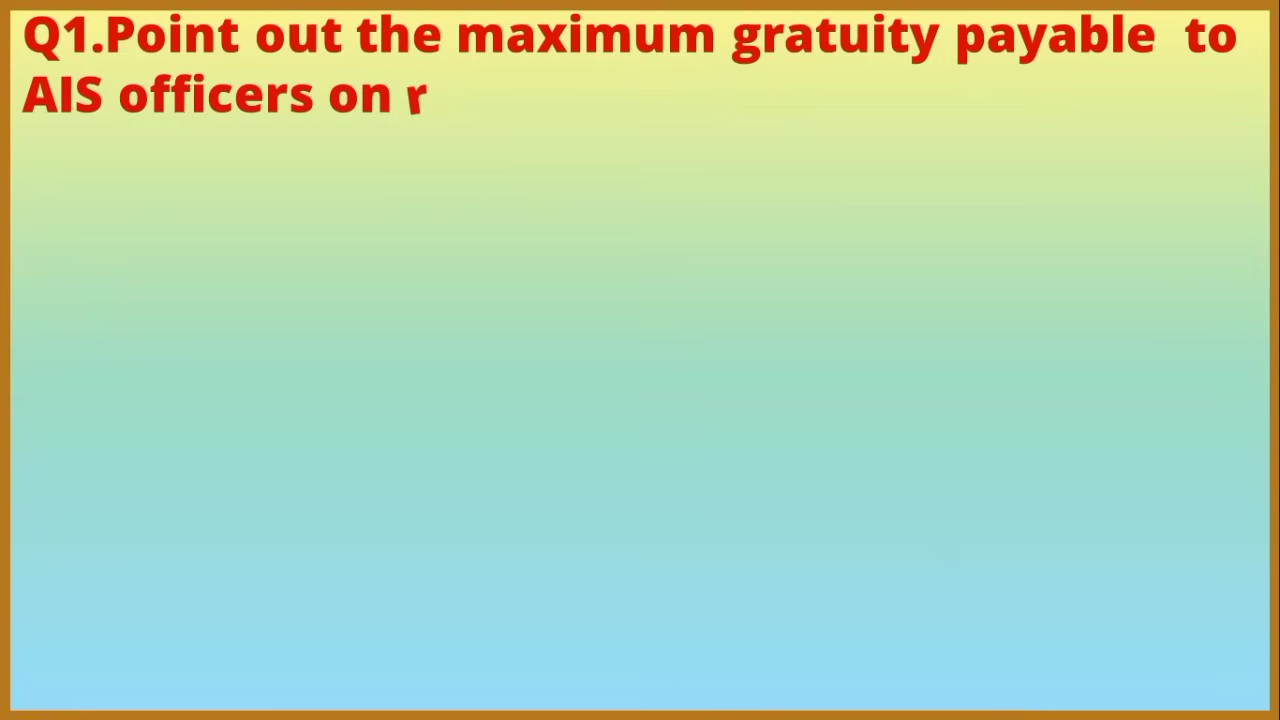 Q1.Point out the maximum gratuity payable  to
AIS officers on r